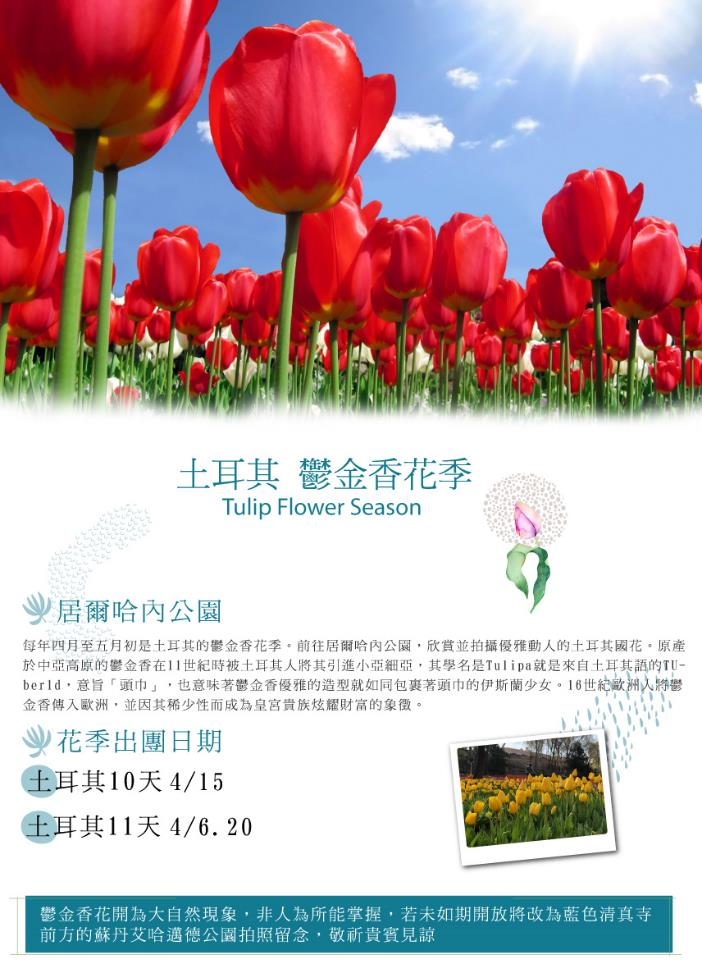 土耳其 鬱金香花季
Tulip Flower Season
居爾哈內公園
每年四月至五月初是土耳其的鬱金香花季。前往居爾哈內公園，欣賞並拍攝優雅動人的土耳其國花。原產
於中亞高原的鬱金香在11世紀時被土耳其人將其引進小亞細亞，其學名是Tulipa就是來自土耳其語的TU-
berld，意旨「頭巾」，也意味著鬱金香優雅的造型就如同包裹著頭巾的伊斯蘭少女。16世紀歐洲人將鬱
金香傳入歐洲，並因其稀少性而成為皇宮貴族炫耀財富的象徵。
花季出團日期
土耳其10天 4/15
土耳其11天 4/6.20
鬱金香花開為大自然現象，非人為所能掌握，若未如期開放將改為藍色清真寺
前方的蘇丹艾哈邁德公園拍照留念，敬祈貴賓見諒